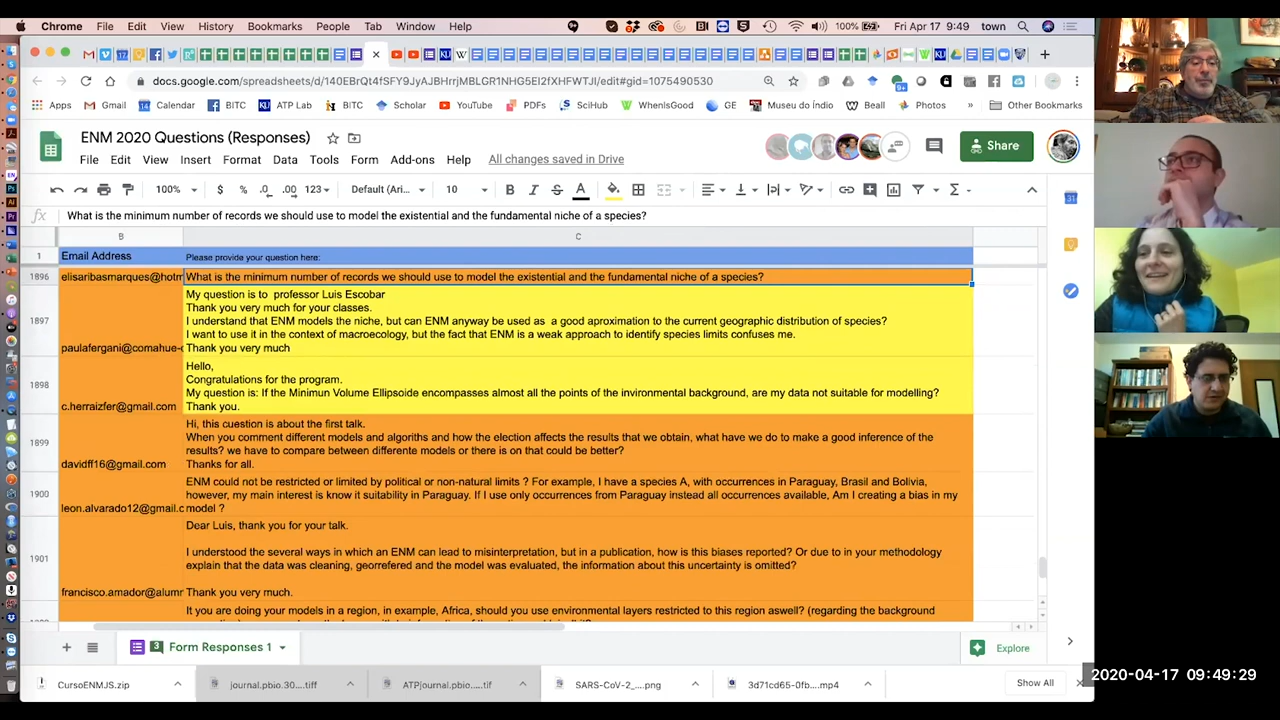 Chrome File Edit View History Bookmarks People Tab Window Help 100% Fri Apr 17 9:49 town
docs.google.com/spreadsheets/d/140EBrQt4fSFY9JyAJBHrrjMHLGRTtNHG5EI2fXHFWTJI/edit#gid=1075490530
Apps Gmail Calendar BITC ATP Lab BITC Scholar YouTube PDFs SciHub WhenIsGood GE Museu do Índio Beall Photos » Other Bookmarks
ENM 2020 Questions (Responses)
Share
File Edit View Insert Format Data Tools Form Add-ons Help All changes saved in Drive
100% $ % .0 .00 123 Default (Ari... 10 B I S A
fx What is the minimum number of records we should use to model the existential and the fundamental niche of a species?
B C
1 Email Address Please provide your question here:
1896 elisaribasmarques@hotm What is the minimum number of records we should use to model the existential and the fundamental niche of a species?
My question is to professor Luis Escobar
Thank you very much for your classes.
1897 I understand that ENM models the niche, but can ENM anyway be used as a good aproximation to the current geographic distribution of species?
I want to use it in the context of macroecology, but the fact that ENM is a weak approach to identify species limits confuses me.
paulafergani@comahue-c Thank you very much
Hello,
Congratulations for the program.
1898 My question is: If the Minimun Volume Ellipsoide encompasses almost all the points of the invironmental background, are my data not suitable for modelling?
c.herraizfer@gmail.com Thank you.
Hi, this cuestion is about the first talk.
1899 When you comment different models and algoriths and how the election affects the results that we obtain, what have we do to make a good inference of the
results? we have to compare between differente models or there is on that could be better?
davidff16@gmail.com Thanks for all.
ENM could not be restricted or limited by political or non-natural limits ? For example, I have a species A, with occurrences in Paraguay, Brasil and Bolivia,
1900 however, my main interest is know it suitability in Paraguay. If I use only occurrences from Paraguay instead all occurences available, Am I creating a bias in my
leon.alvarado12@gmail.c model ?
Dear Luis, thank you for your talk.
1901 I understood the several ways in which an ENM can lead to misinterpretation, but in a publication, how is this biases reported? Or due to in your methodology
explain that the data was cleaning, georrefered and the model was evaluated, the information about this uncertainty is omitted?
francisco.amador@alumn Thank you very much.
It you are doing your models in a region, in example, Africa, should you use environmental layers restricted to this region aswell? (regarding the background
3 Form Responses 1 Explore
CursoENMJS.zip journal.pbio.30....tiff ATPjournal.pbio.....tif SARS-CoV-2_....png 3d71cd65-0fb....mp4 Show All
2020-04-17 09:49:29